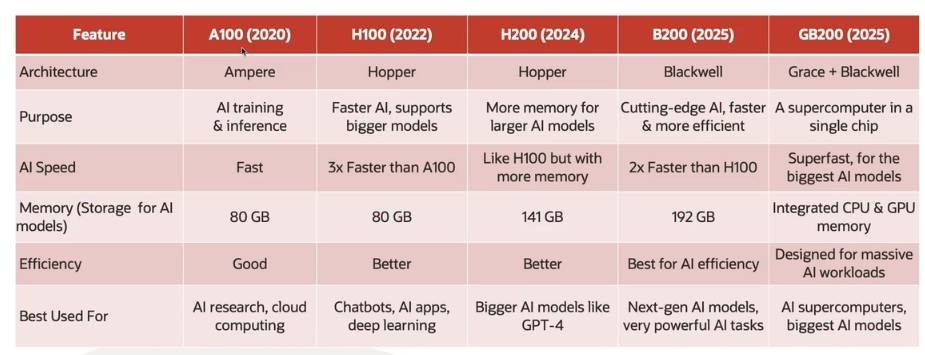 Feature A100 (2020) H100 (2022) H200 (2024) B200 (2025) GB200 (2025)
Architecture Ampere Hopper Hopper Blackwell Grace + Blackwell
Purpose
AI training
& inference
Faster AI, supports
bigger models
More memory for
larger AI models
Cutting-edge AI, faster
& more efficient
A supercomputer in a
single chip
AI Speed
Fast
3x Faster than A100
Like H100 but with
more memory
2x Faster than H100
Superfast, for the
biggest AI models
Memory (Storage for AI
models)
80 GB
80 GB
141 GB
192 GB
Integrated CPU & GPU
memory
Efficiency
Good
Better
Better
Best for AI efficiency
Designed for massive
AI workloads
Best Used For
AI research, cloud
computing
Chatbots, AI apps,
deep learning
Bigger AI models like
GPT-4
Next-gen AI models,
very powerful AI tasks
AI supercomputers,
biggest AI models